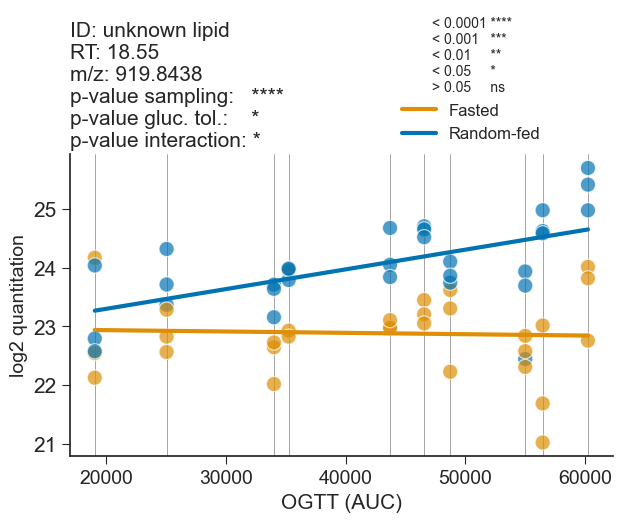 ID: unknown lipid
RT: 18.55
m/z: 919.8438
p-value sampling: ****
p-value gluc. tol.: *
p-value interaction: *
< 0.0001 ****
< 0.001 ***
< 0.01 **
< 0.05 *
> 0.05 ns
Fasted
Random-fed
log2 quantitation
25
24
23
22
21
20000 30000 40000 50000 60000
OGTT (AUC)